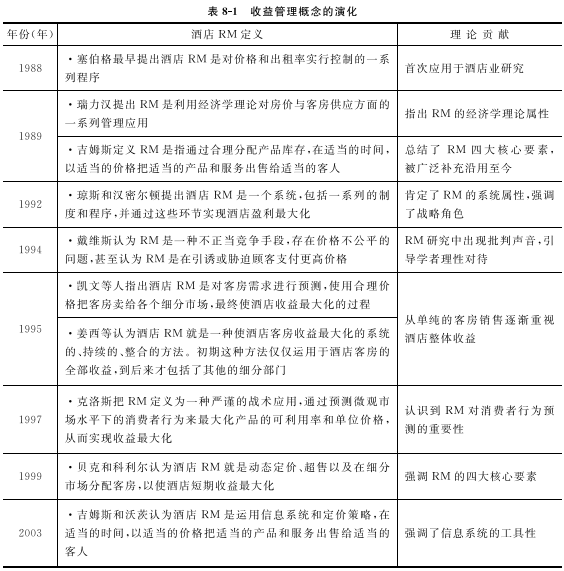 表 8-1 收益管理概念的演化
年份(年) 酒店 RM 定义 理论贡献
1988
·塞伯格最早提出酒店 RM 是对价格和出租率实行控制的一系
列程序
首次应用于酒店业研究
1989
·瑞力汉提出 RM 是利用经济学理论对房价与客房供应方面的
一系列管理应用
指出 RM 的经济学理论属性
·吉姆斯定义 RM 是指通过合理分配产品库存,在适当的时间,
以适当的价格把适当的产品和服务出售给适当的客人
总结了 RM 四大核心要素,
被广泛补充沿用至今
1992
·琼斯和汉密尔顿提出酒店 RM 是一个系统,包括一系列的制
度和程序,并通过这些环节实现酒店盈利最大化
肯定了 RM 的系统属性,强调
了战略角色
1994
·戴维斯认为 RM 是一种不正当竞争手段,存在价格不公平的
问题,甚至认为 RM 是在引诱或胁迫顾客支付更高价格
RM 研究中出现批判声音,引
导学者理性对待
1995
·凯文等人指出酒店 RM 是对客房需求进行预测,使用合理价
格把客房卖给各个细分市场,最终使酒店收益最大化的过程
·姜西等认为酒店 RM 就是一种使酒店客房收益最大化的系统
的、持续的、整合的方法。初期这种方法仅仅运用于酒店客房的
全部收益,到后来才包括了其他的细分部门
从单纯的客房销售逐渐重视
酒店整体收益
1997
·克洛斯把 RM 定义为一种严谨的战术应用,通过预测微观市
场水平下的消费者行为来最大化产品的可利用率和单位价格,
从而实现收益最大化
认识到 RM 对消费者行为预
测的重要性
1999
·贝克和科利尔认为酒店 RM 就是动态定价、超售以及在细分
市场分配客房,以使酒店短期收益最大化
强调 RM 的四大核心要素
2003
·吉姆斯和沃茨认为酒店 RM 是运用信息系统和定价策略,在
适当的时间,以适当的价格把适当的产品和服务出售给适当的
客人
强调了信息系统的工具性